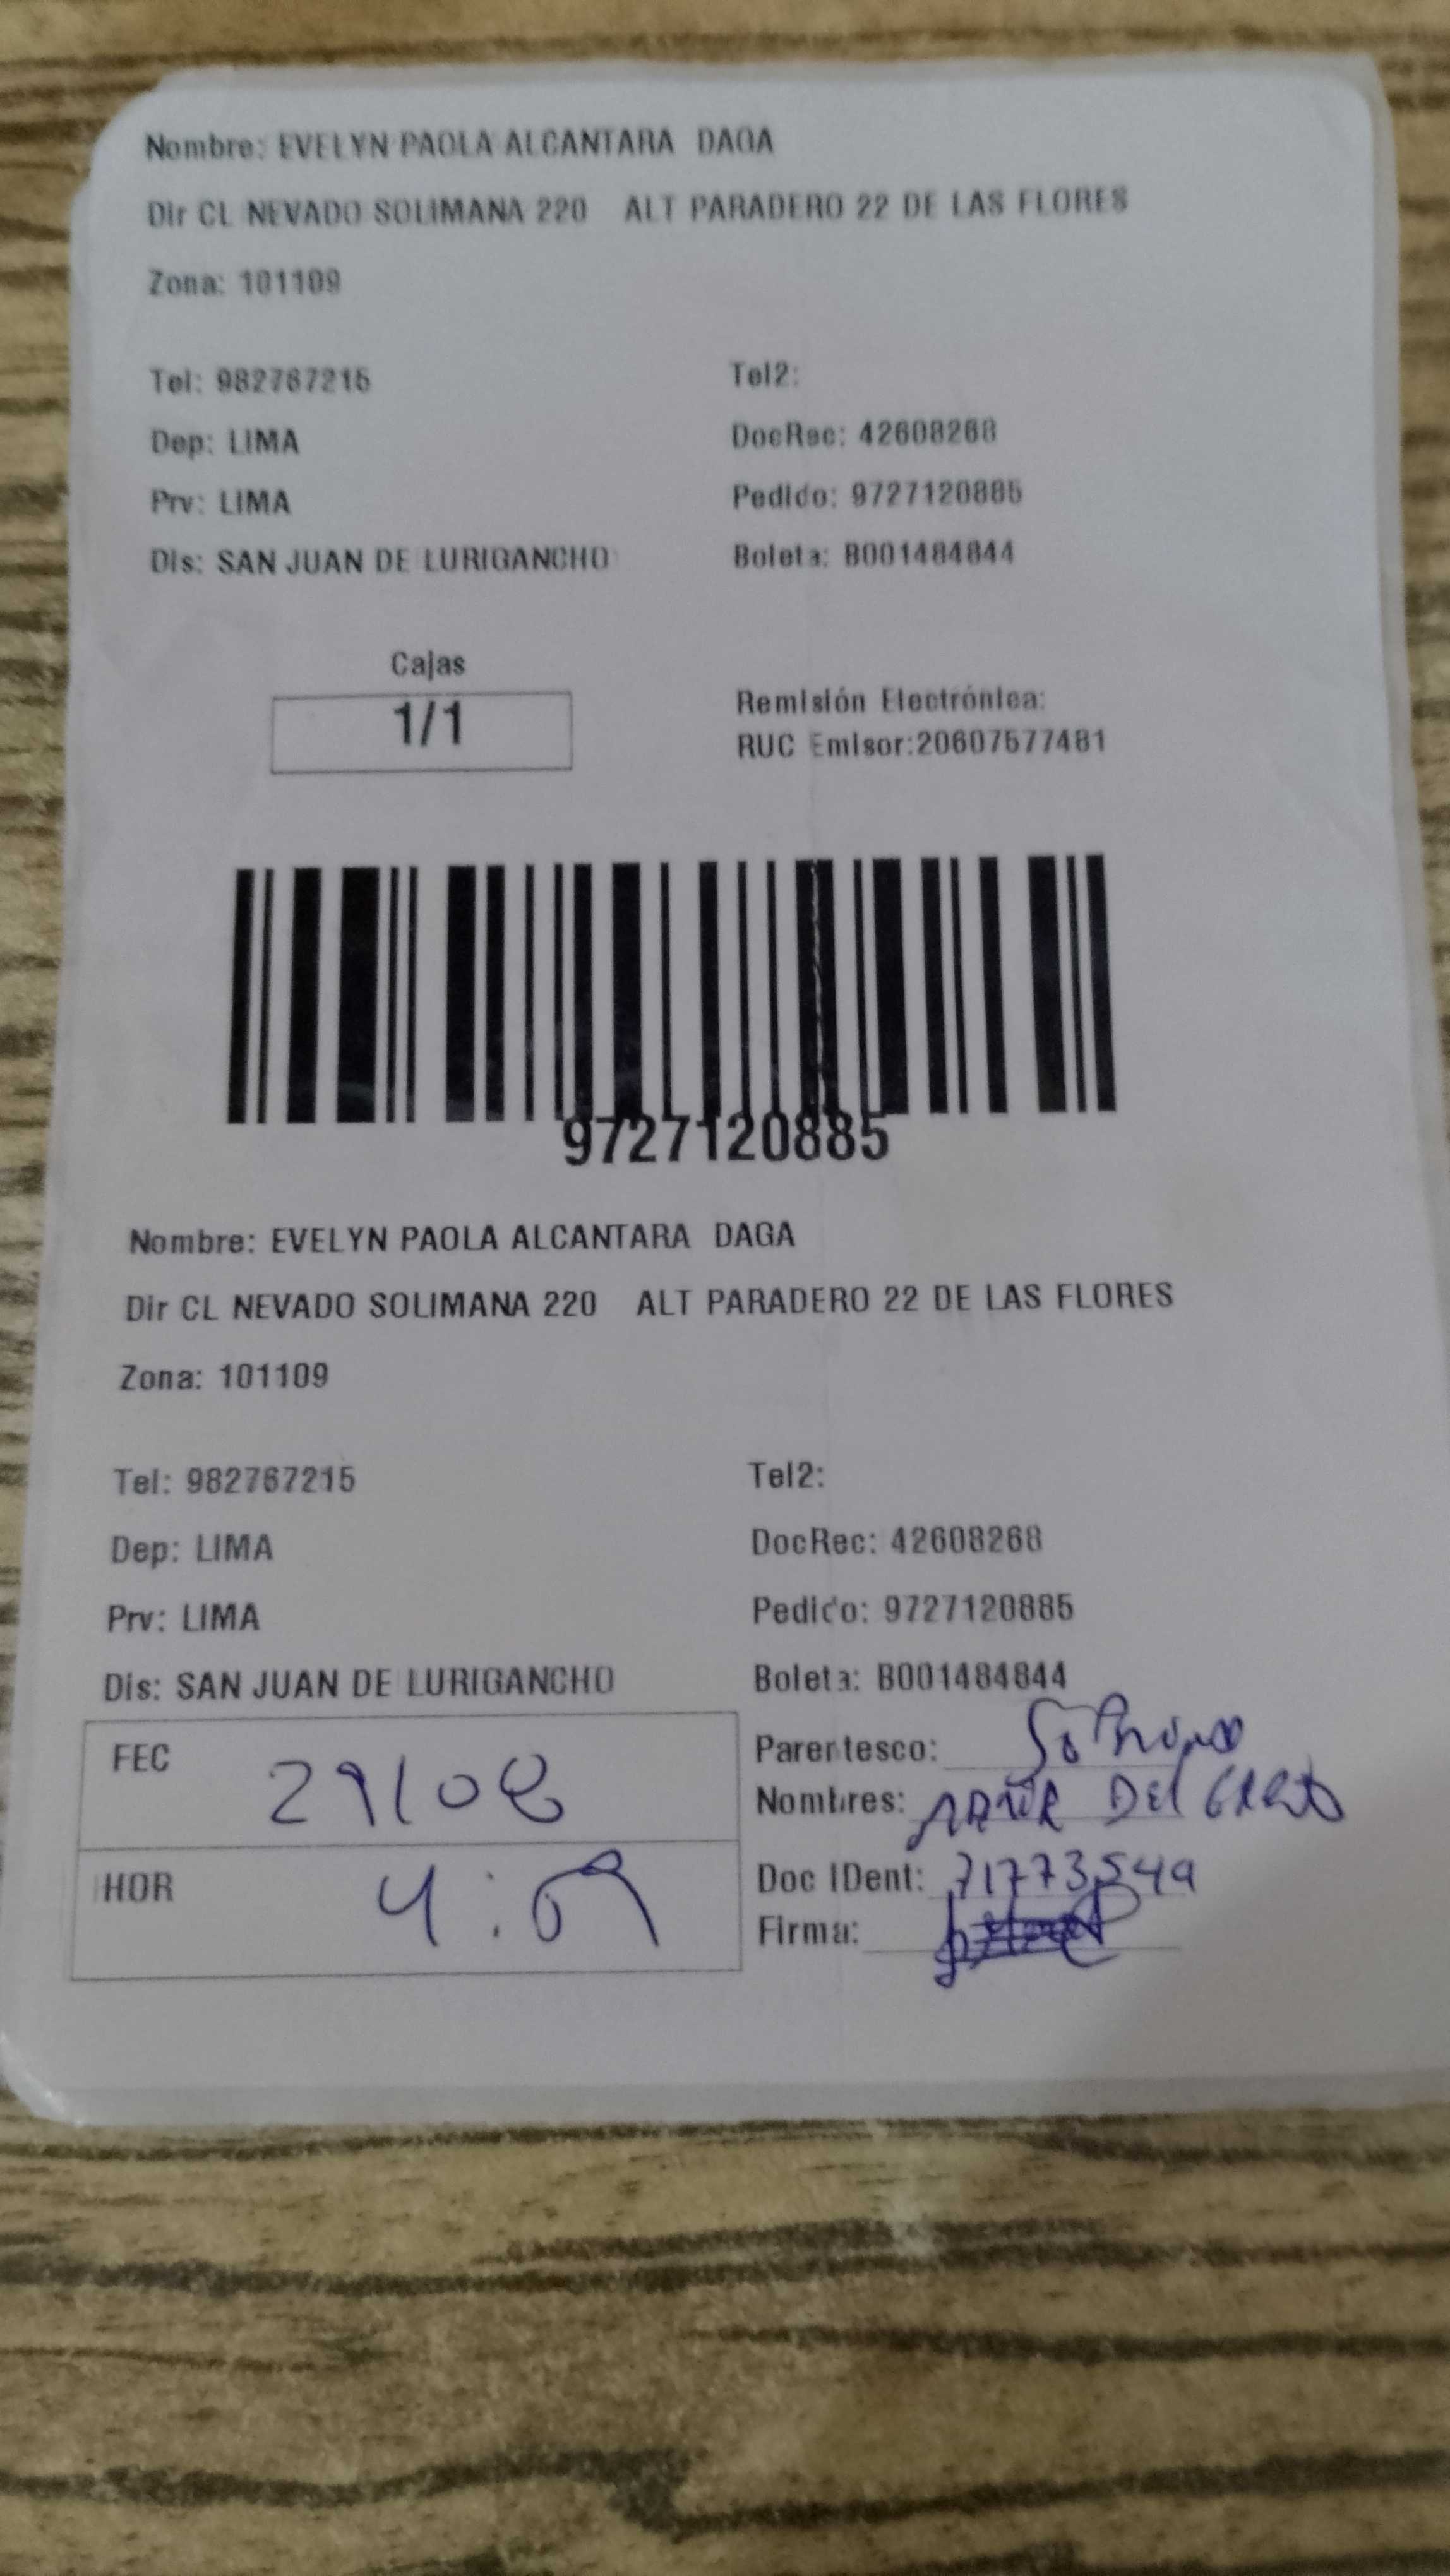 Nombre: EVELYN PAOLA ALCANTARA DAGA
Dir CL NEVADO SOLIMANA 220 ALT PARADERO 22 DE LAS FLORES
Zona: 101109
Tel: 982767215 Tel2:
Dep: LIMA DocRec: 42608268
Prv: LIMA Pedido: 9727120885
Dis: SAN JUAN DE LURIGANCHO Boleta: B001484844
Cajas
1/1
Remisión Electrónica:
RUC Emisor:20607577481
9727120885
Nombre: EVELYN PAOLA ALCANTARA DAGA
Dir CL NEVADO SOLIMANA 220 ALT PARADERO 22 DE LAS FLORES
Zona: 101109
Tel: 982767215 Tel2:
Dep: LIMA DocRec: 42608268
Prv: LIMA Pedido: 9727120885
Dis: SAN JUAN DE LURIGANCHO Boleta: B001484844
FEC 29/08
HOR 4:09
Parentesco:
Nombres: DEL
Doc IDent: 71773549
Firma: